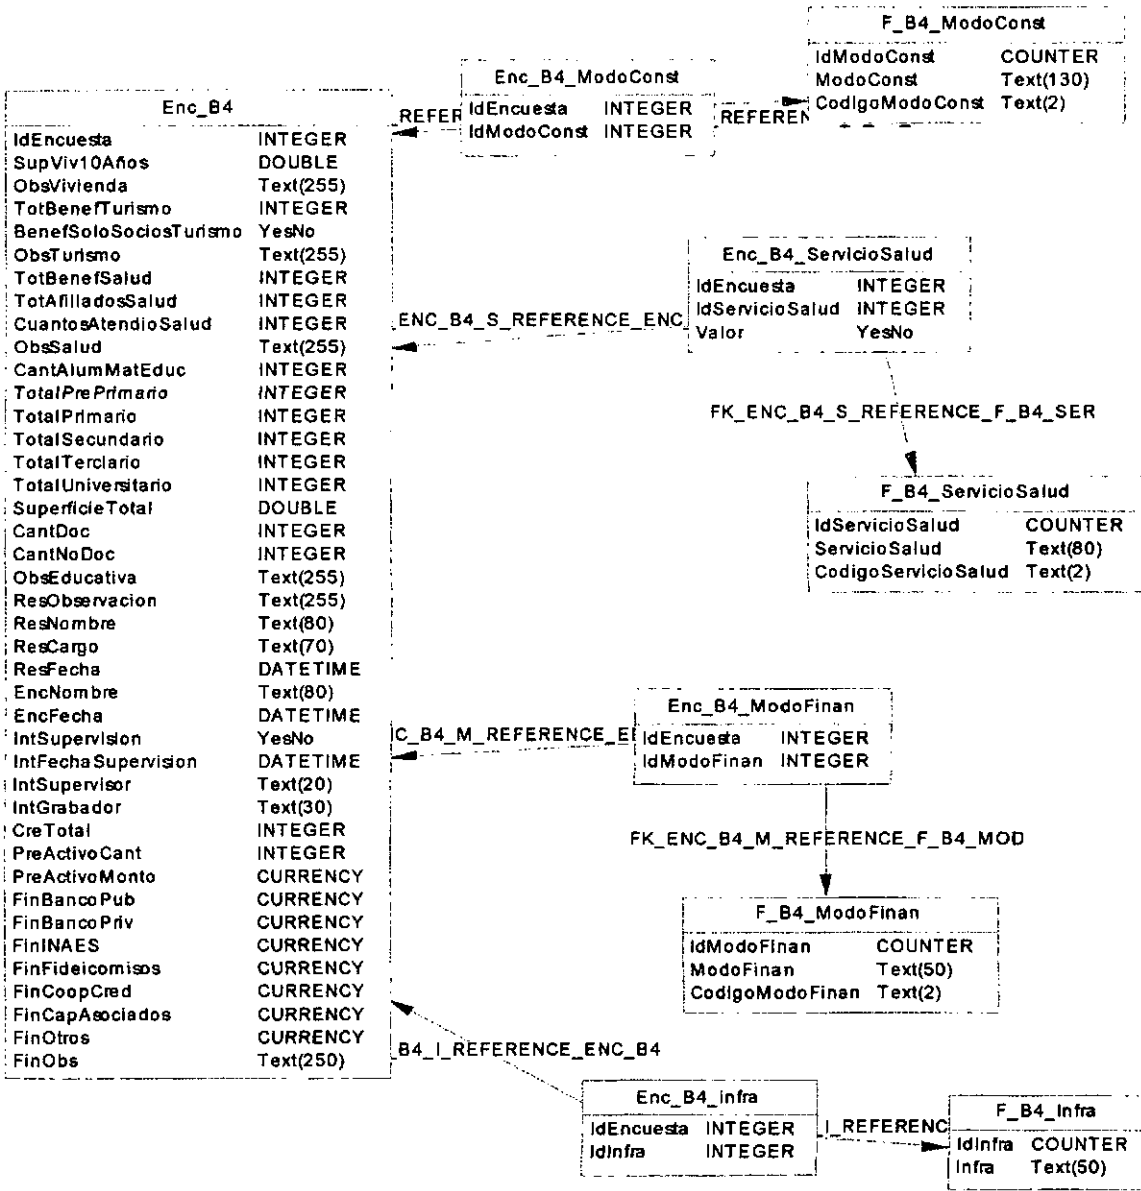 F_B4_ModoConst
IdModoConst COUNTER
ModoConst Text(130)
CodigoModoConst Text(2)
Enc_B4_ModoConst
IdEncuesta INTEGER
IdModoConst INTEGER
REFER
REFEREN
Enc_B4
IdEncuesta INTEGER
SupViv10Años DOUBLE
ObsVivienda Text(255)
TotBenefTurismo INTEGER
BenefSoloSociosTurismo YesNo
ObsTurismo Text(255)
TotBenefSalud INTEGER
TotAfiliadosSalud INTEGER
CuantosAtendioSalud INTEGER
ObsSalud Text(255)
CantAlumMatEduc INTEGER
TotalPrePrimario INTEGER
TotalPrimario INTEGER
TotalSecundario INTEGER
TotalTerciario INTEGER
TotalUniversitario INTEGER
SuperficieTotal DOUBLE
CantDoc INTEGER
CantNoDoc INTEGER
ObsEducativa Text(255)
ResObservacion Text(255)
ResNombre Text(80)
ResCargo Text(70)
ResFecha DATETIME
EncNombre Text(80)
EncFecha DATETIME
IntSupervision YesNo
IntFechaSupervision DATETIME
IntSupervisor Text(20)
IntGrabador Text(30)
CreTotal INTEGER
PreActivoCant INTEGER
PreActivoMonto CURRENCY
FinBancoPub CURRENCY
FinBancoPriv CURRENCY
FinINAES CURRENCY
FinFideicomisos CURRENCY
FinCoopCred CURRENCY
FinCapAsociados CURRENCY
FinOtros CURRENCY
FinObs Text(250)
Enc_B4_ServicioSalud
IdEncuesta INTEGER
IdServicioSalud INTEGER
Valor YesNo
ENC_B4_S_REFERENCE_ENC_
FK_ENC_B4_S_REFERENCE_F_B4_SER
F_B4_ServicioSalud
IdServicioSalud COUNTER
ServicioSalud Text(80)
CodigoServicioSalud Text(2)
Enc_B4_ModoFinan
IdEncuesta INTEGER
IdModoFinan INTEGER
C_B4_M_REFERENCE_E
FK_ENC_B4_M_REFERENCE_F_B4_MOD
F_B4_ModoFinan
IdModoFinan COUNTER
ModoFinan Text(50)
CodigoModoFinan Text(2)
_B4_I_REFERENCE_ENC_B4
Enc_B4_infra
IdEncuesta INTEGER
IdInfra INTEGER
_I_REFERENC
F_B4_Infra
IdInfra COUNTER
Infra Text(50)